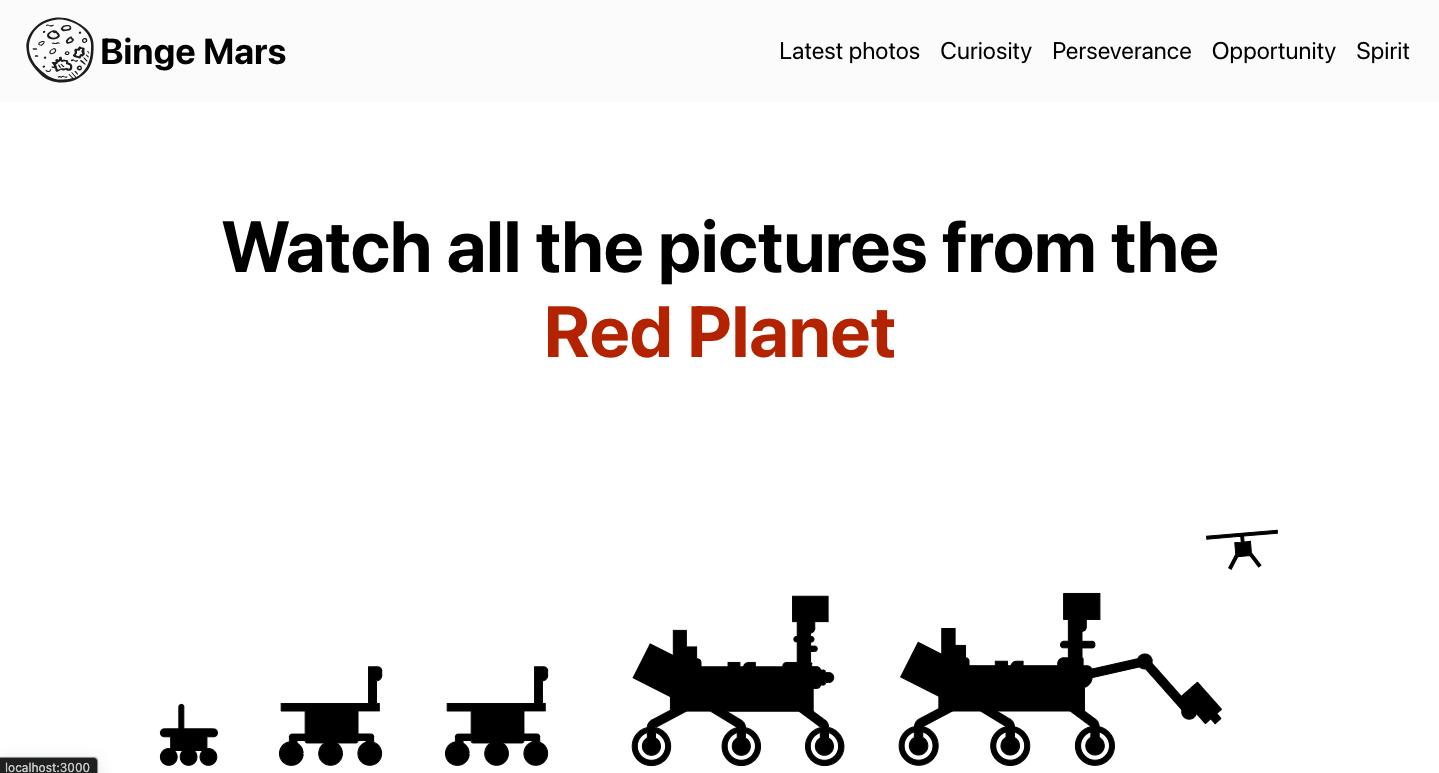 Binge Mars
Latest photos Curiosity Perseverance Opportunity Spirit
Watch all the pictures from the
Red Planet
localhost:3000